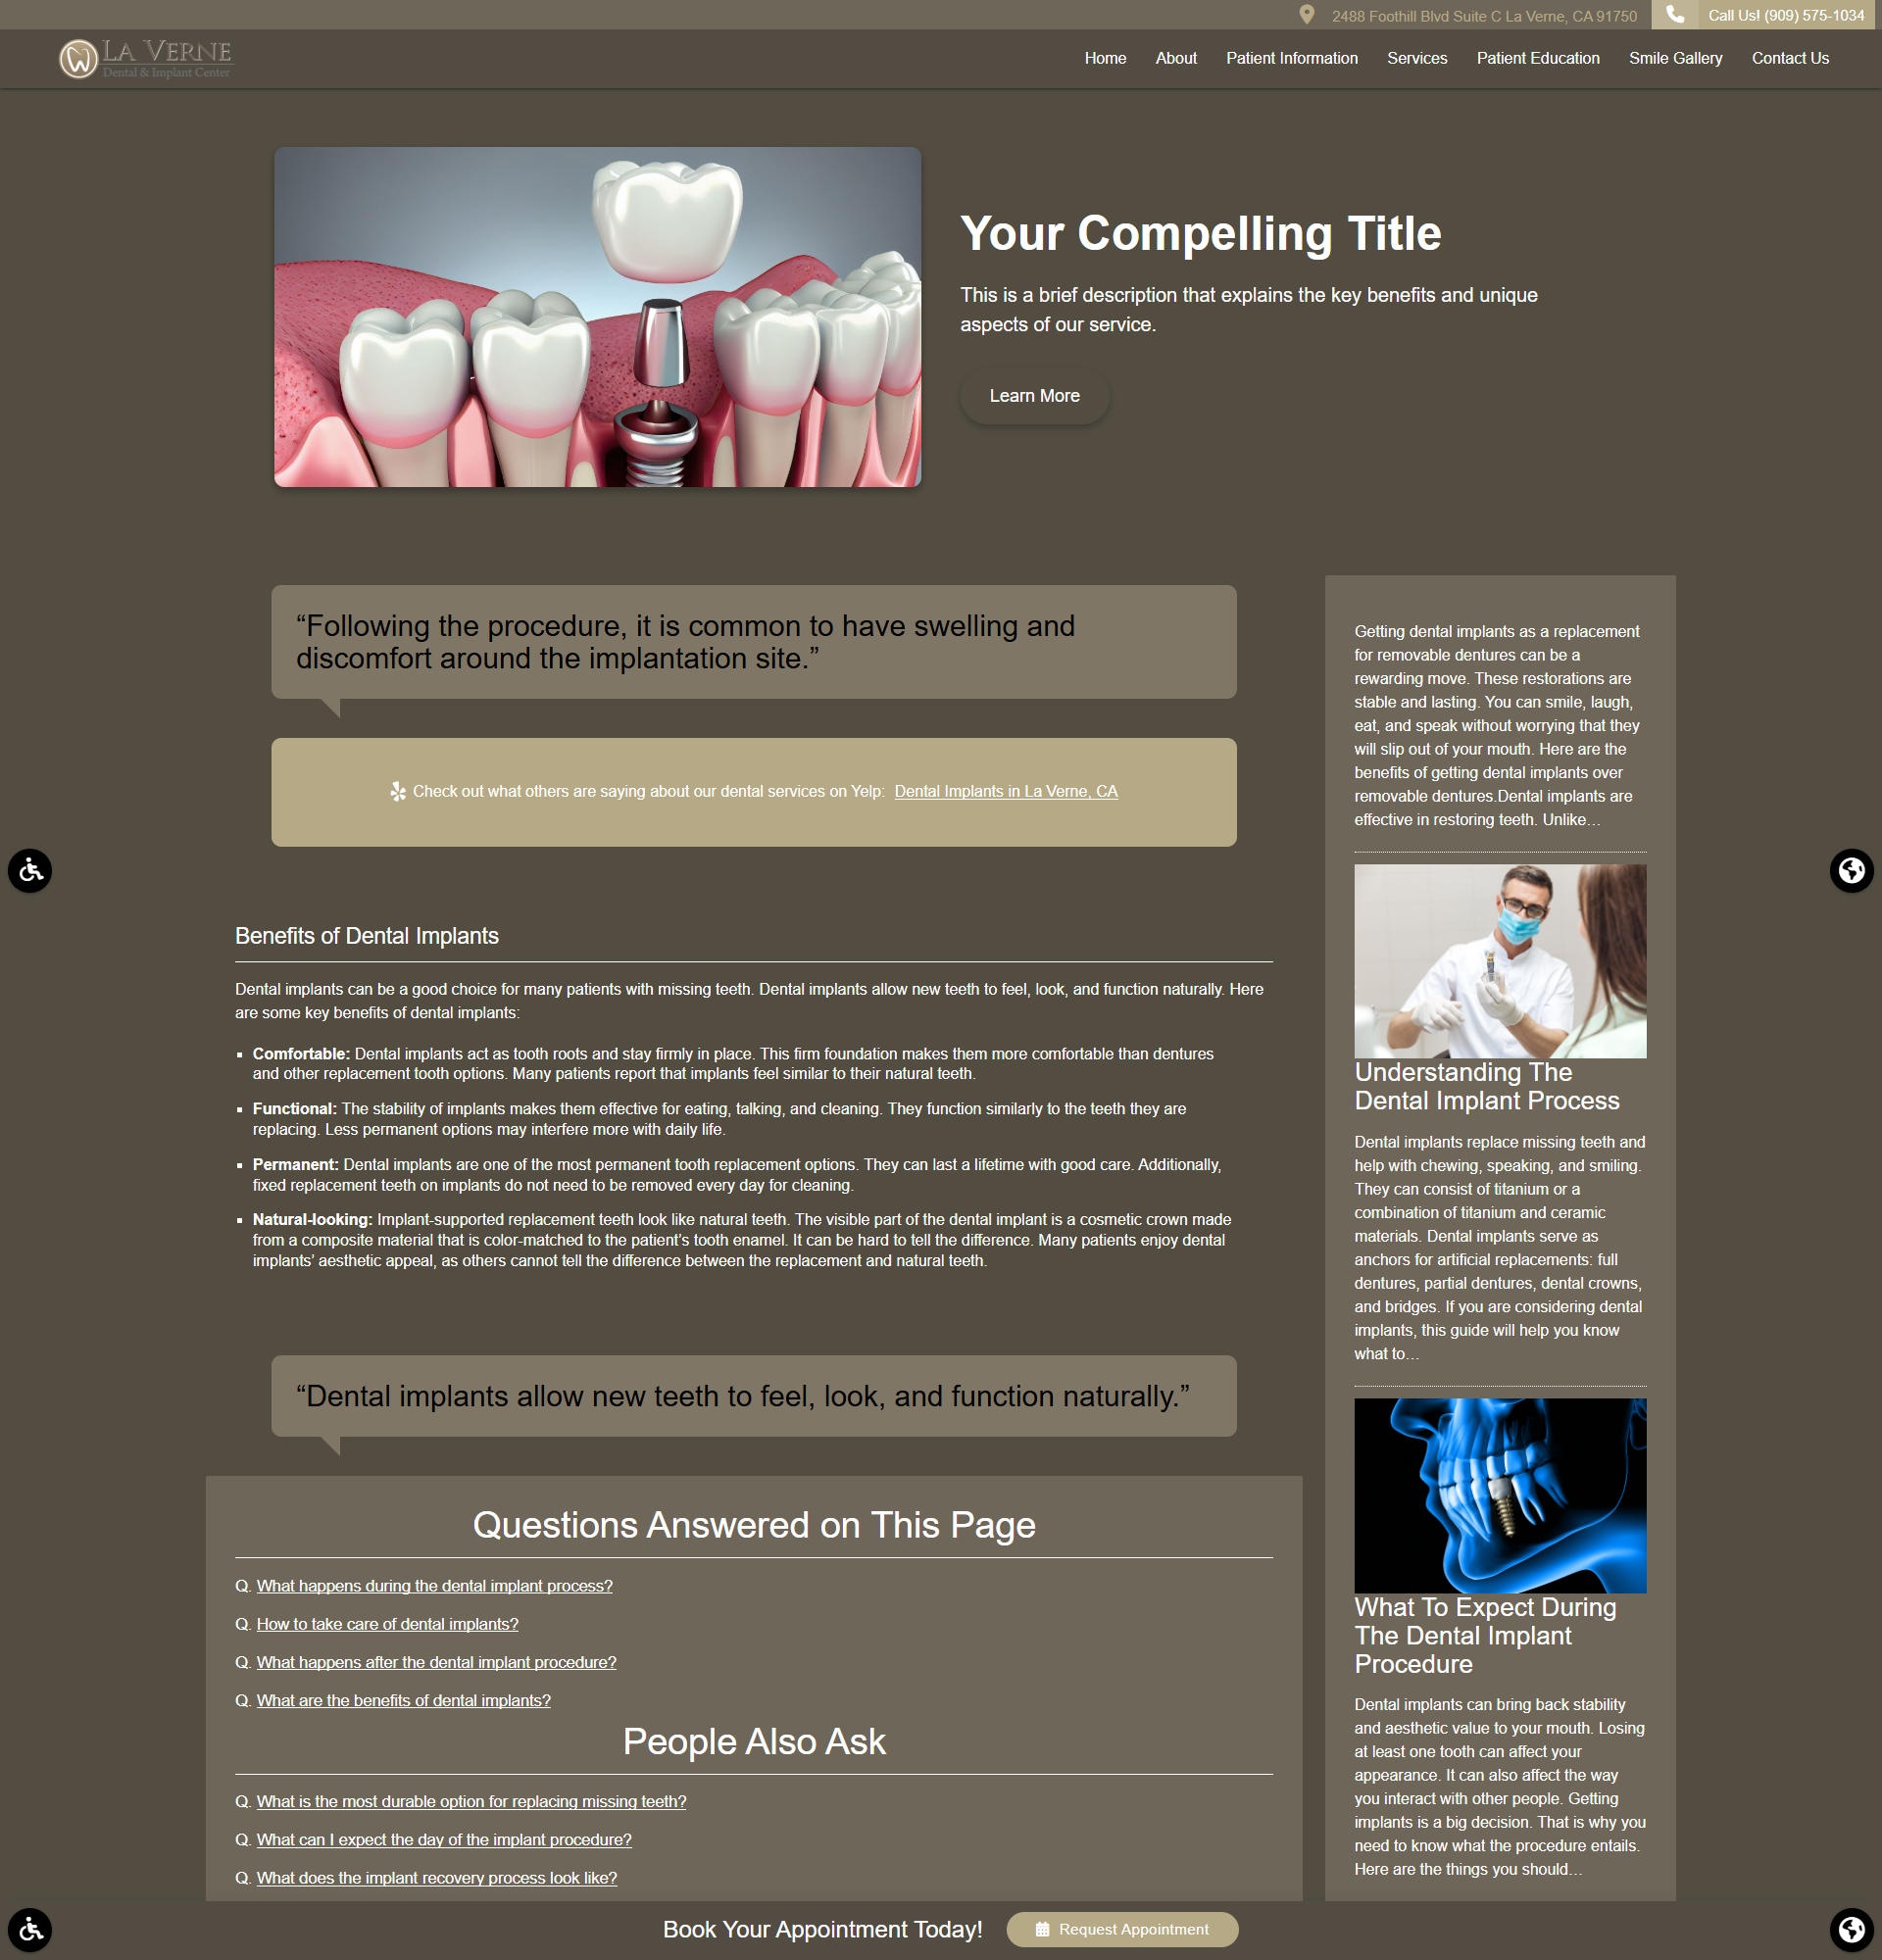 2488 Foothill Blvd Suite C La Verne, CA 91750
Call Us! (909) 575-1034
LA VERNE
Dental & Implant Center
Home About Patient Information Services Patient Education Smile Gallery Contact Us
Your Compelling Title
This is a brief description that explains the key benefits and unique
aspects of our service.
Learn More
“Following the procedure, it is common to have swelling and
discomfort around the implantation site.”
Check out what others are saying about our dental services on Yelp: Dental Implants in La Verne, CA
Benefits of Dental Implants
Dental implants can be a good choice for many patients with missing teeth. Dental implants allow new teeth to feel, look, and function naturally. Here
are some key benefits of dental implants:
Comfortable: Dental implants act as tooth roots and stay firmly in place. This firm foundation makes them more comfortable than dentures
and other replacement tooth options. Many patients report that implants feel similar to their natural teeth.
Functional: The stability of implants makes them effective for eating, talking, and cleaning. They function similarly to the teeth they are
replacing. Less permanent options may interfere more with daily life.
Permanent: Dental implants are one of the most permanent tooth replacement options. They can last a lifetime with good care. Additionally,
fixed replacement teeth on implants do not need to be removed every day for cleaning.
Natural-looking: Implant-supported replacement teeth look like natural teeth. The visible part of the dental implant is a cosmetic crown made
from a composite material that is color-matched to the patient’s tooth enamel. It can be hard to tell the difference. Many patients enjoy dental
implants’ aesthetic appeal, as others cannot tell the difference between the replacement and natural teeth.
“Dental implants allow new teeth to feel, look, and function naturally.”
Questions Answered on This Page
Q. What happens during the dental implant process?
Q. How to take care of dental implants?
Q. What happens after the dental implant procedure?
Q. What are the benefits of dental implants?
People Also Ask
Q. What is the most durable option for replacing missing teeth?
Q. What can I expect the day of the implant procedure?
Q. What does the implant recovery process look like?
Getting dental implants as a replacement
for removable dentures can be a
rewarding move. These restorations are
stable and lasting. You can smile, laugh,
eat, and speak without worrying that they
will slip out of your mouth. Here are the
benefits of getting dental implants over
removable dentures.Dental implants are
effective in restoring teeth. Unlike…
Understanding The
Dental Implant Process
Dental implants replace missing teeth and
help with chewing, speaking, and smiling.
They can consist of titanium or a
combination of titanium and ceramic
materials. Dental implants serve as
anchors for artificial replacements: full
dentures, partial dentures, dental crowns,
and bridges. If you are considering dental
implants, this guide will help you know
what to…
What To Expect During
The Dental Implant
Procedure
Dental implants can bring back stability
and aesthetic value to your mouth. Losing
at least one tooth can affect your
appearance. It can also affect the way
you interact with other people. Getting
implants is a big decision. That is why you
need to know what the procedure entails.
Here are the things you should…
Book Your Appointment Today!
Request Appointment